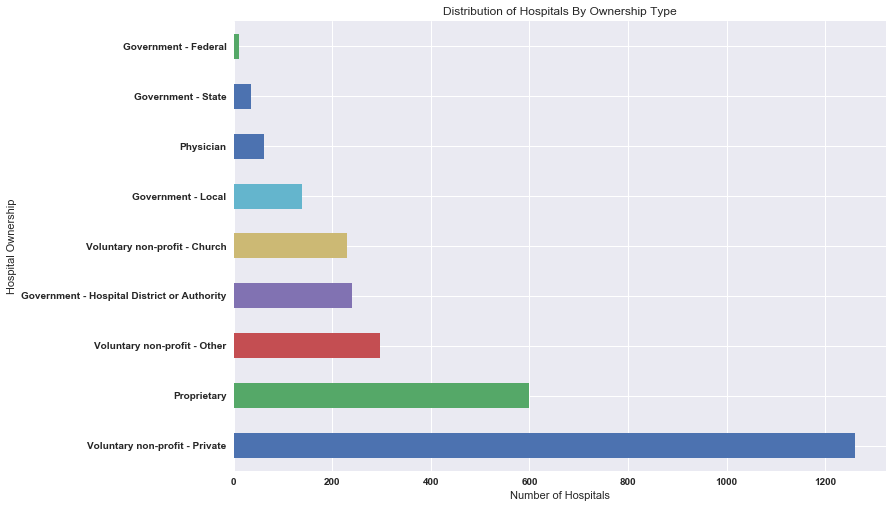 Distribution of Hospitals By Ownership Type
Hospital Ownership
Government - Federal
Government - State
Physician
Government - Local
Voluntary non-profit - Church
Government - Hospital District or Authority
Voluntary non-profit - Other
Proprietary
Voluntary non-profit - Private
0 200 400 600 800 1000 1200
Number of Hospitals